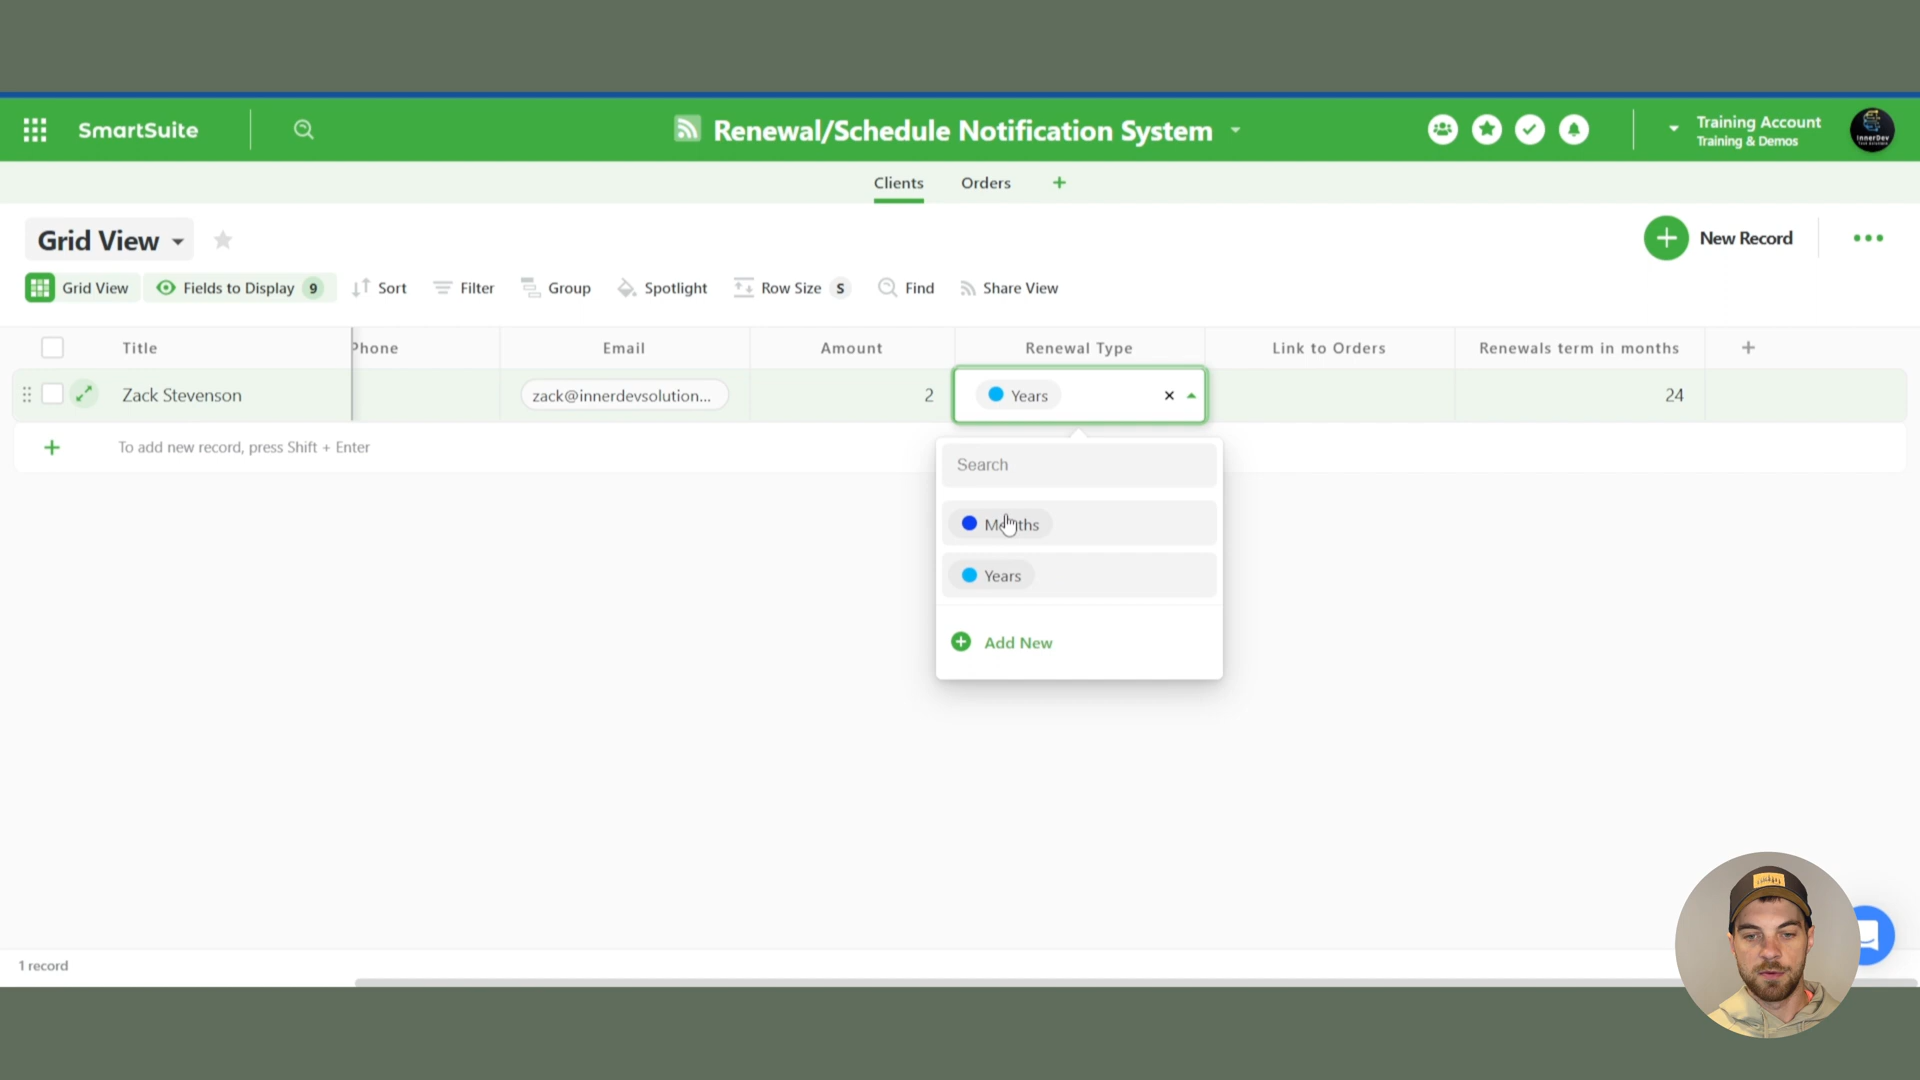 SmartSuite
Renewal/Schedule Notification System
Training Account
Training & Demos
InnerDev
Clients
Orders
Grid View
New Record
Grid View
Fields to Display 9
Sort
Filter
Group
Spotlight
Row Size S
Find
Share View
Title
Phone
Email
Amount
Renewal Type
Link to Orders
Renewals term in months
Zack Stevenson
zack@innerdevsolution...
2
Years
24
To add new record, press Shift + Enter
Search
Months
Years
Add New
1 record